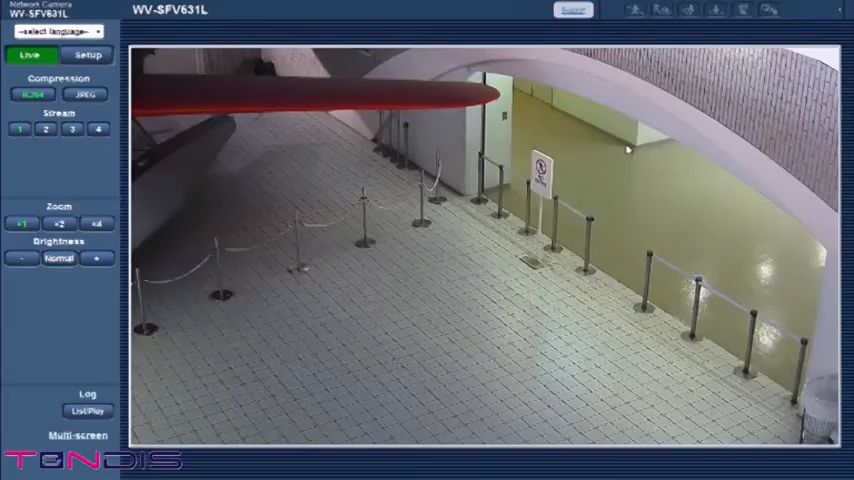 Network Camera
WV-SFV631L
WV-SFV631L
Support
--select language--
Live
Setup
Compression
H.264
JPEG
Stream
1
2
3
4
Zoom
x1
x2
x4
Brightness
-
Normal
+
Log
List/Play
Multi-screen
TENDIS